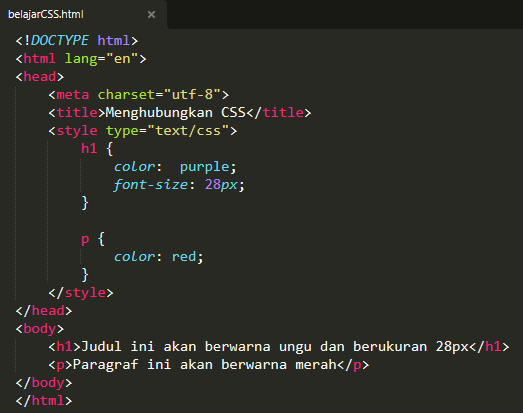 belajarCSS.html ×
<!DOCTYPE html>
<html lang="en">
<head>
    <meta charset="utf-8">
    <title>Menghubungkan CSS</title>
    <style type="text/css">
        h1 {
            color:  purple;
            font-size: 28px;
        }

        p {
            color: red;
        }
    </style>
</head>
<body>
    <h1>Judul ini akan berwarna ungu dan berukuran 28px</h1>
    <p>Paragraf ini akan berwarna merah</p>
</body>
</html>